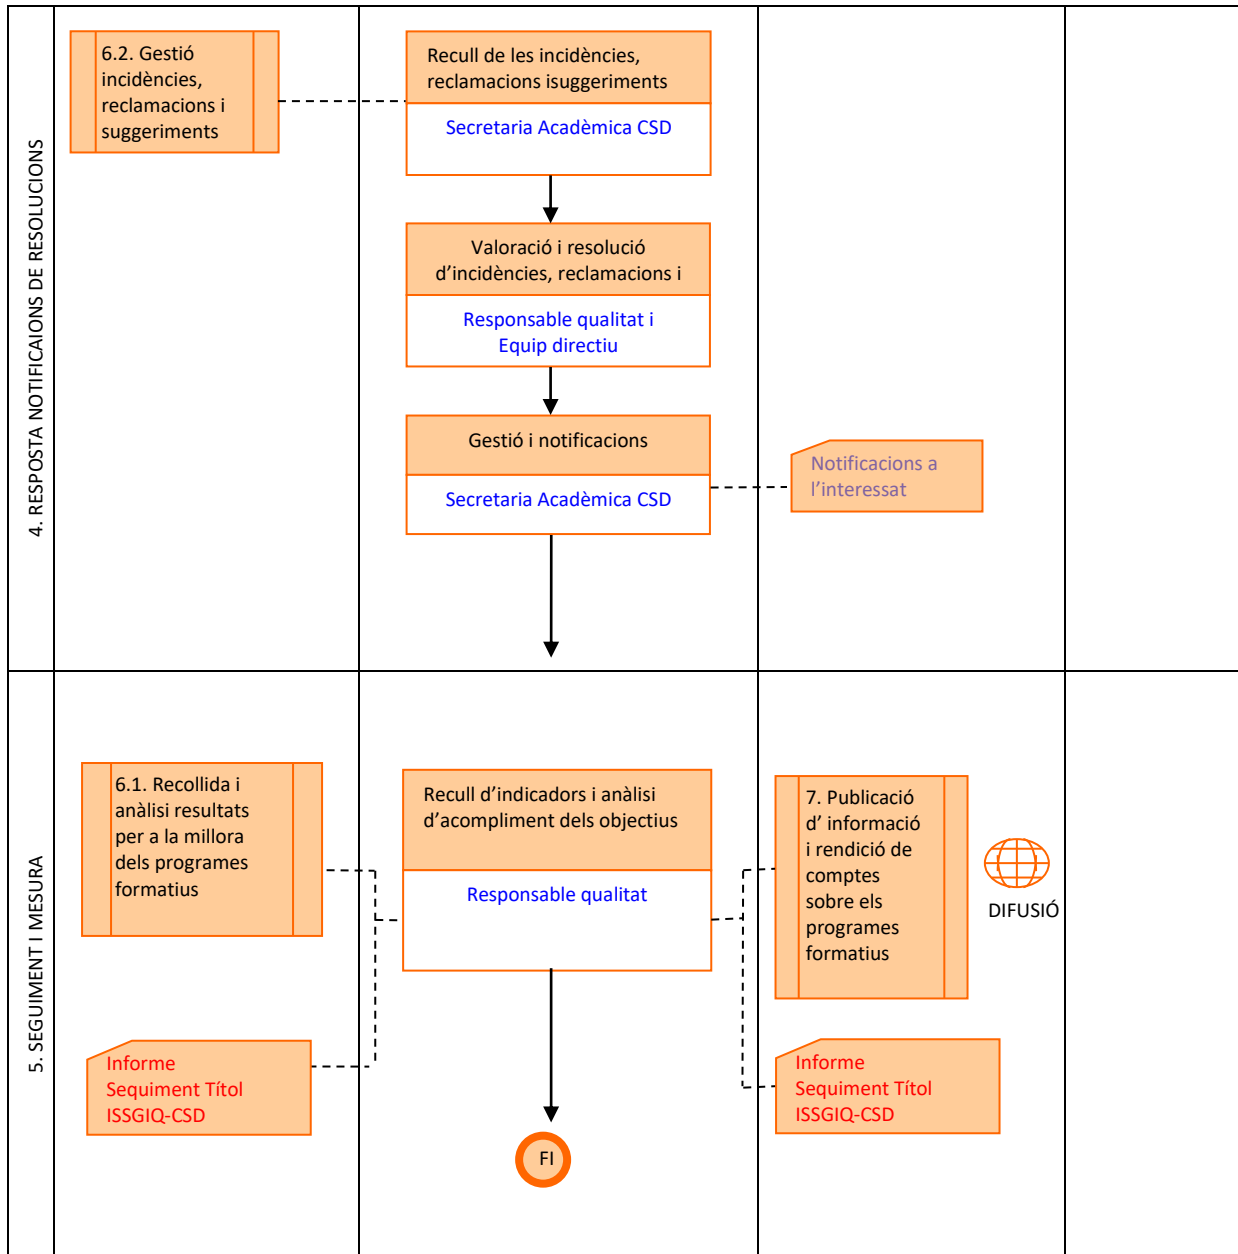 4. RESPOSTA NOTIFICAIONS DE RESOLUCIONS
6.2. Gestió
incidències,
reclamacions i
suggeriments
Recull de les incidències,
reclamacions isuggeriments
Secretaria Acadèmica CSD
Valoració i resolució
d’incidències, reclamacions i
Responsable qualitat i
Equip directiu
Gestió i notificacions
Secretaria Acadèmica CSD
Notificacions a
l’interessat
5. SEGUIMENT I MESURA
6.1. Recollida i
anàlisi resultats
per a la millora
dels programes
formatius
Recull d’indicadors i anàlisi
d’acompliment dels objectius
Responsable qualitat
7. Publicació
d’ informació
i rendició de
comptes
sobre els
programes
formatius
DIFUSIÓ
Informe
Sequiment Títol
ISSGIQ-CSD
Informe
Sequiment Títol
ISSGIQ-CSD
FI